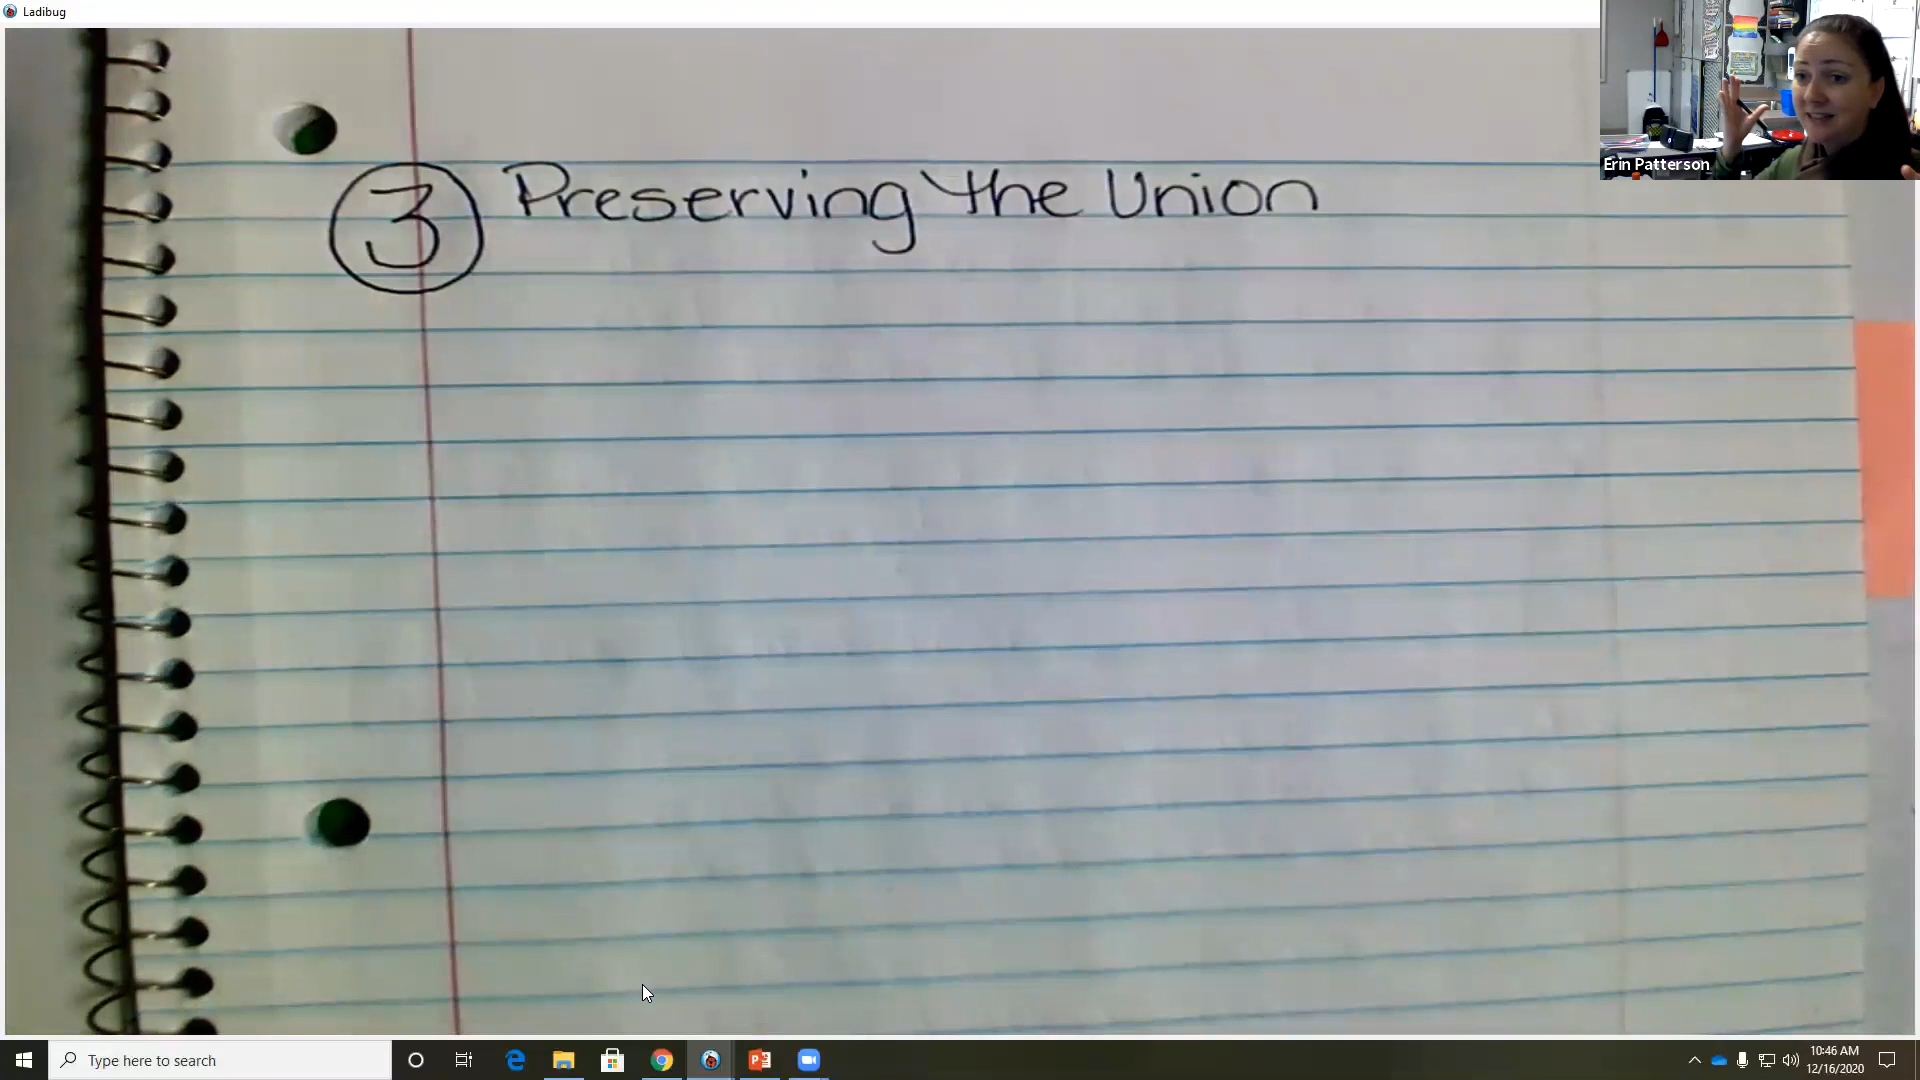 Ladibug
Erin Patterson
3 Preserving the Union
Type here to search
10:46 AM
12/16/2020